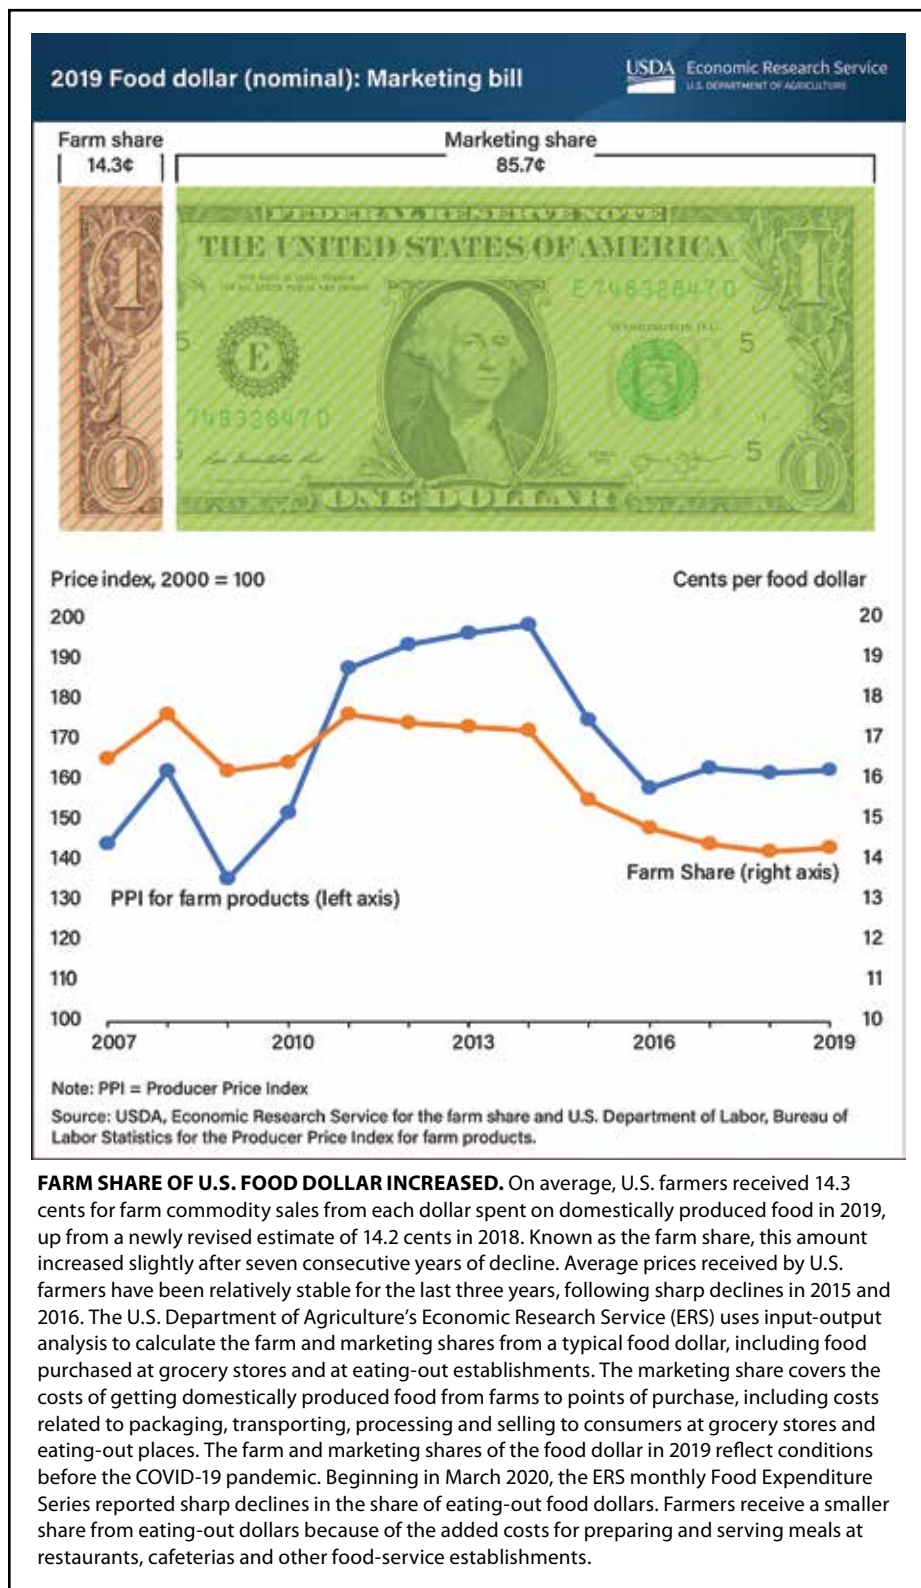 2019 Food dollar (nominal): Marketing bill
USDA Economic Research Service
U.S. DEPARTMENT OF AGRICULTURE
Farm share
14.3¢
Marketing share
85.7¢
FEDERAL RESERVE NOTE
THE UNITED STATES OF AMERICA
E 74632847 D
WASHINGTON, D.C.
5
5
E
74632847 D
5
5
1
1
1
1
ONE DOLLAR
Price index, 2000 = 100
Cents per food dollar
200
190
180
170
160
150
140
130
120
110
100
20
19
18
17
16
15
14
13
12
11
10
PPI for farm products (left axis)
Farm Share (right axis)
2007
2010
2013
2016
2019
Note: PPI = Producer Price Index
Source: USDA, Economic Research Service for the farm share and U.S. Department of Labor, Bureau of
Labor Statistics for the Producer Price Index for farm products.
FARM SHARE OF U.S. FOOD DOLLAR INCREASED. On average, U.S. farmers received 14.3
cents for farm commodity sales from each dollar spent on domestically produced food in 2019,
up from a newly revised estimate of 14.2 cents in 2018. Known as the farm share, this amount
increased slightly after seven consecutive years of decline. Average prices received by U.S.
farmers have been relatively stable for the last three years, following sharp declines in 2015 and
2016. The U.S. Department of Agriculture’s Economic Research Service (ERS) uses input-output
analysis to calculate the farm and marketing shares from a typical food dollar, including food
purchased at grocery stores and at eating-out establishments. The marketing share covers the
costs of getting domestically produced food from farms to points of purchase, including costs
related to packaging, transporting, processing and selling to consumers at grocery stores and
eating-out places. The farm and marketing shares of the food dollar in 2019 reflect conditions
before the COVID-19 pandemic. Beginning in March 2020, the ERS monthly Food Expenditure
Series reported sharp declines in the share of eating-out food dollars. Farmers receive a smaller
share from eating-out dollars because of the added costs for preparing and serving meals at
restaurants, cafeterias and other food-service establishments.